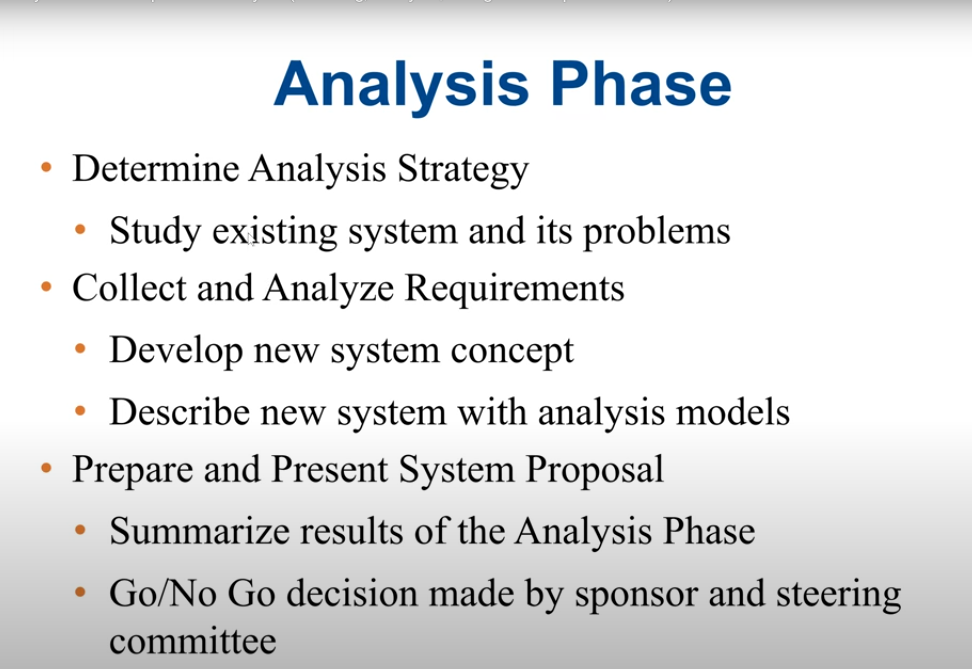 Analysis Phase
• Determine Analysis Strategy
• Study existing system and its problems
• Collect and Analyze Requirements
• Develop new system concept
• Describe new system with analysis models
• Prepare and Present System Proposal
• Summarize results of the Analysis Phase
• Go/No Go decision made by sponsor and steering
committee